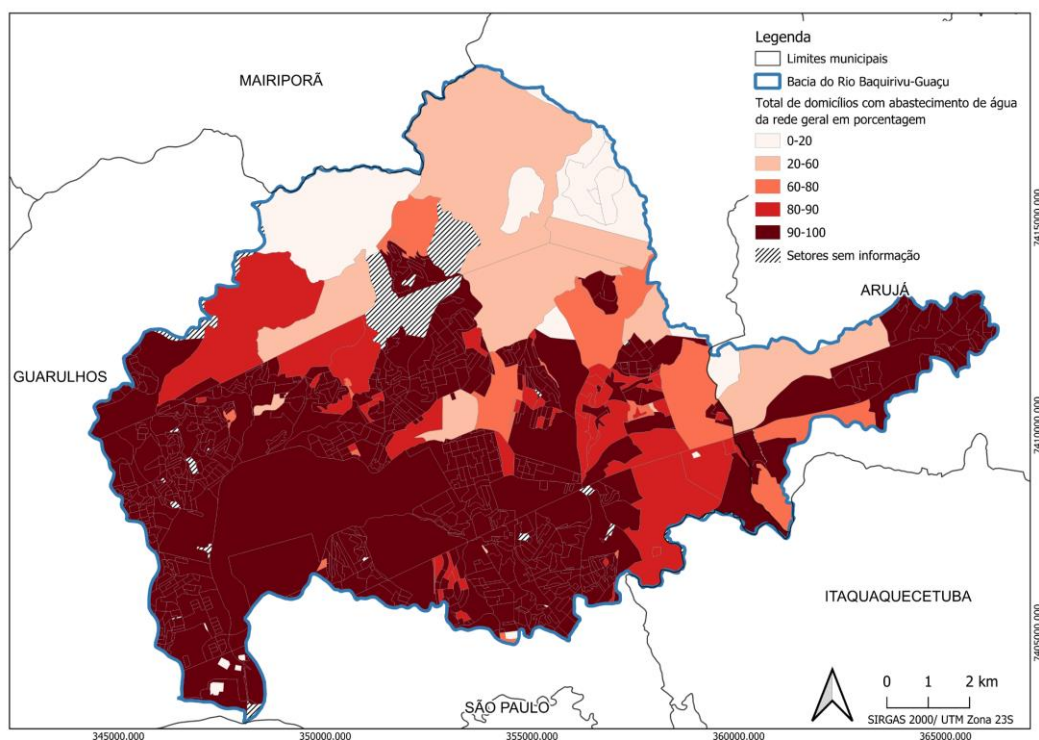 Legenda
Limites municipais
Bacia do Rio Baquirivu-Guaçu
Total de domicílios com abastecimento de água
da rede geral em porcentagem
0-20
20-60
60-80
80-90
90-100
Setores sem informação
MAIRIPORÃ
ARUJÁ
GUARULHOS
ITAQUAQUECETUBA
SÃO PAULO
7415000.000
7410000.000
7405000.000
0 1 2 km
SIRGAS 2000/ UTM Zona 23S
345000.000 350000.000 355000.000 360000.000 365000.000